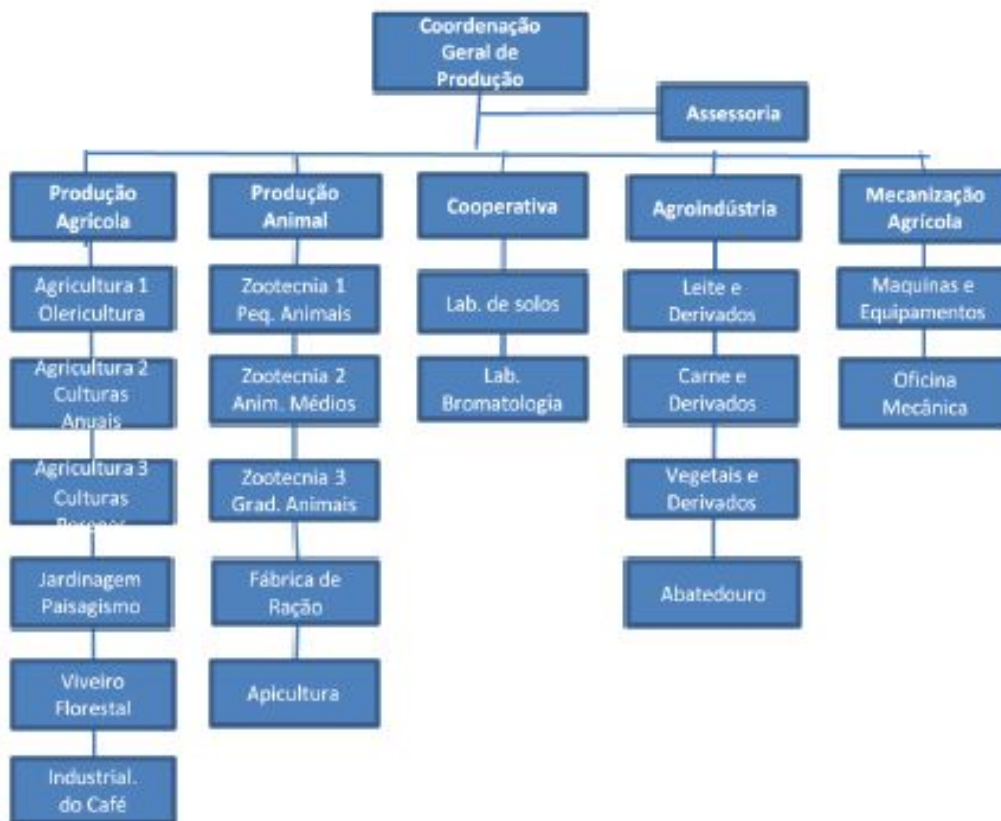 Coordenação
Geral de
Produção
Assessoria
Produção
Agrícola
Agricultura 1
Olericultura
Agricultura 2
Culturas
Anuais
Agricultura 3
Culturas
Jardinagem
Paisagismo
Viveiro
Florestal
Industrial.
do Café
Produção
Animal
Zootecnia 1
Peq. Animais
Zootecnia 2
Anim. Médios
Zootecnia 3
Grad. Animais
Fábrica de
Ração
Apicultura
Cooperativa
Lab. de solos
Lab.
Bromatologia
Agroindústria
Leite e
Derivados
Carne e
Derivados
Vegetais e
Derivados
Abatedouro
Mecanização
Agrícola
Maquinas e
Equipamentos
Oficina
Mecânica